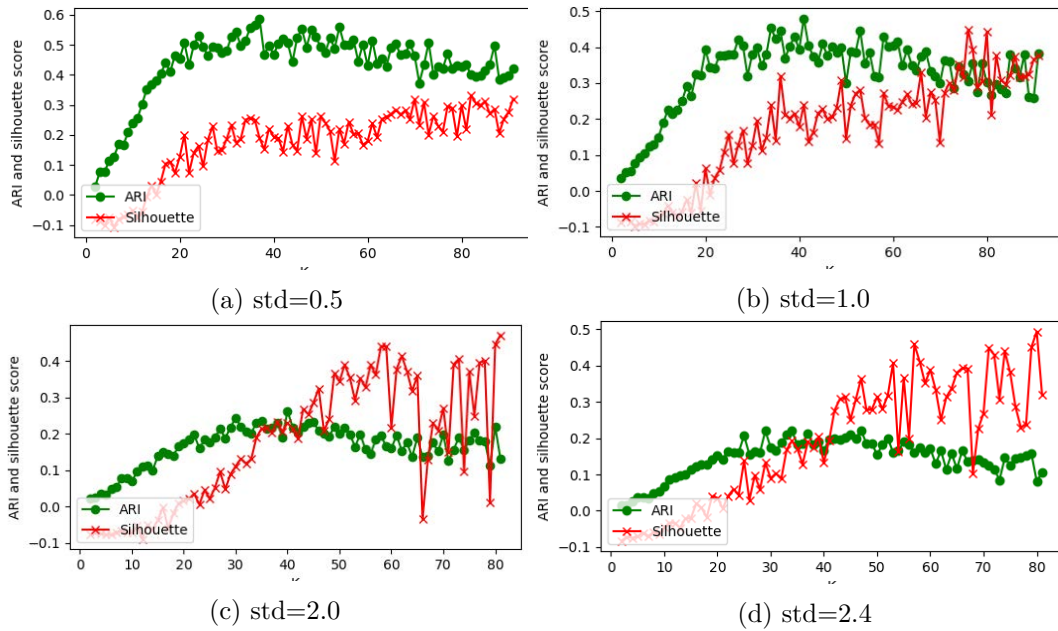 ARI and silhouette score
0.6
0.5
0.4
0.3
0.2
0.1
0.0
−0.1
ARI
Silhouette
0 20 40 60 80
(a) std=0.5
ARI and silhouette score
0.5
0.4
0.3
0.2
0.1
0.0
−0.1
ARI
Silhouette
0 20 40 60 80
(b) std=1.0
ARI and silhouette score
0.4
0.3
0.2
0.1
0.0
−0.1
ARI
Silhouette
0 10 20 30 40 50 60 70 80
(c) std=2.0
ARI and silhouette score
0.5
0.4
0.3
0.2
0.1
0.0
−0.1
ARI
Silhouette
0 10 20 30 40 50 60 70 80
(d) std=2.4